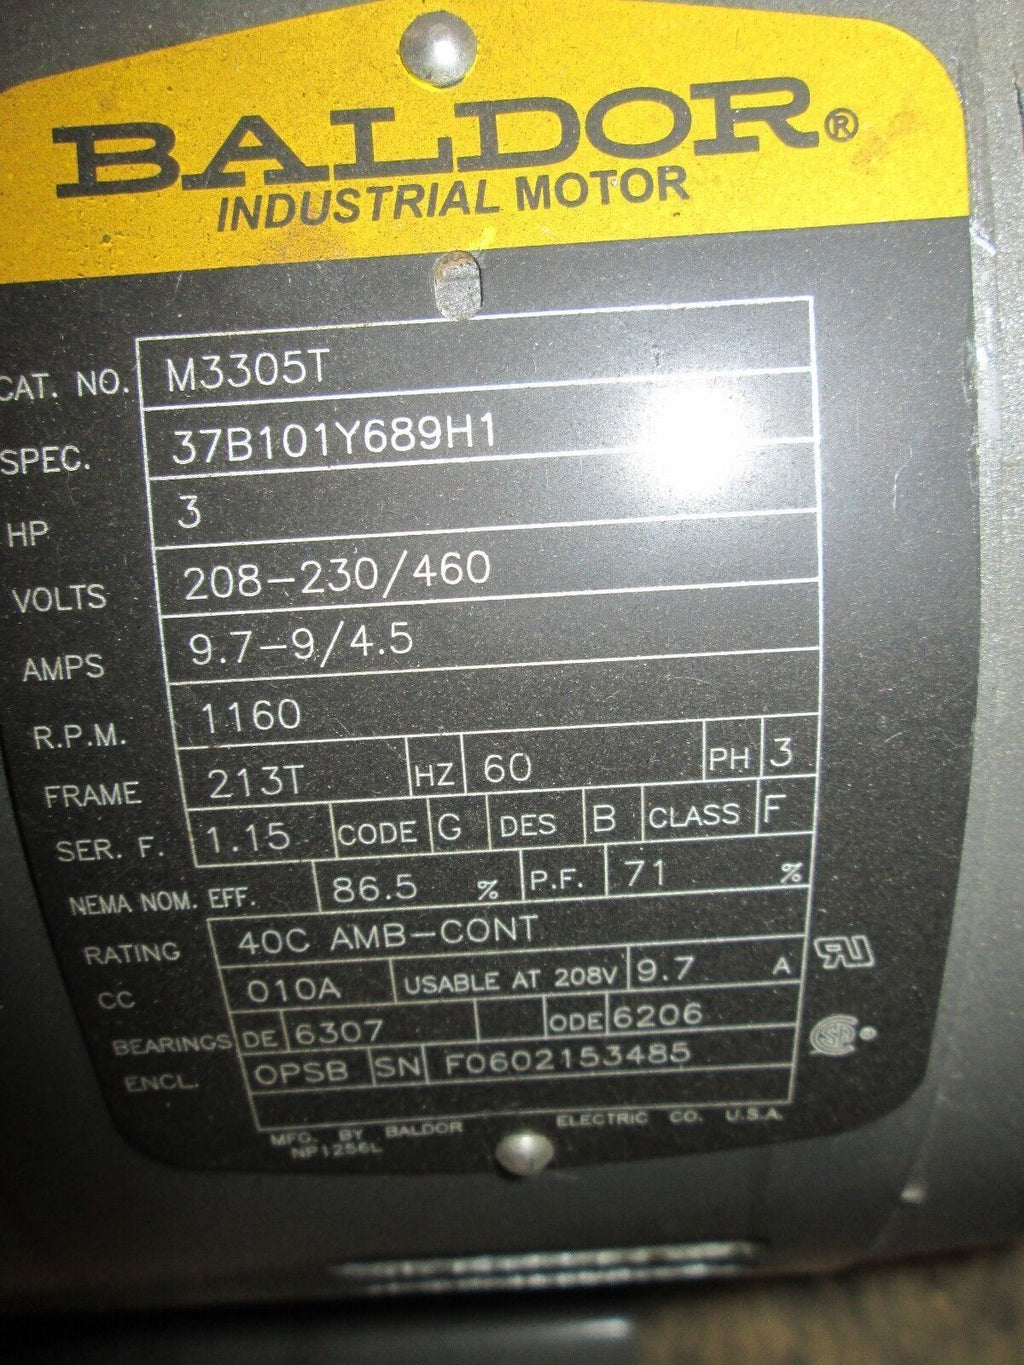 BALDOR®
INDUSTRIAL MOTOR
CAT. NO. M3305T
SPEC. 37B101Y689H1
HP 3
VOLTS 208-230/460
AMPS 9.7-9/4.5
R.P.M. 1160
FRAME 213T HZ 60 PH 3
SER. F. 1.15 CODE G DES B CLASS F
NEMA NOM. EFF. 86.5 % P.F. 71 %
RATING 40C AMB-CONT
CC 010A USABLE AT 208V 9.7 A
BEARINGS DE 6307 ODE 6206
ENCL. OPSB SN F0602153485
MFG. BY BALDOR ELECTRIC CO. U.S.A.
NP1256L